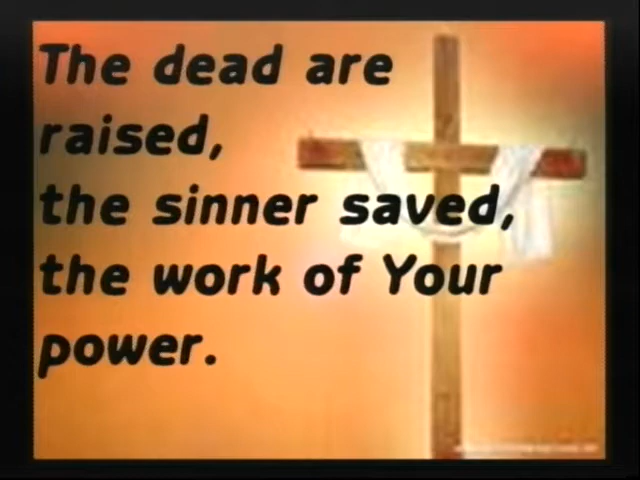 The dead are
raised,
the sinner saved,
the work of Your
power.